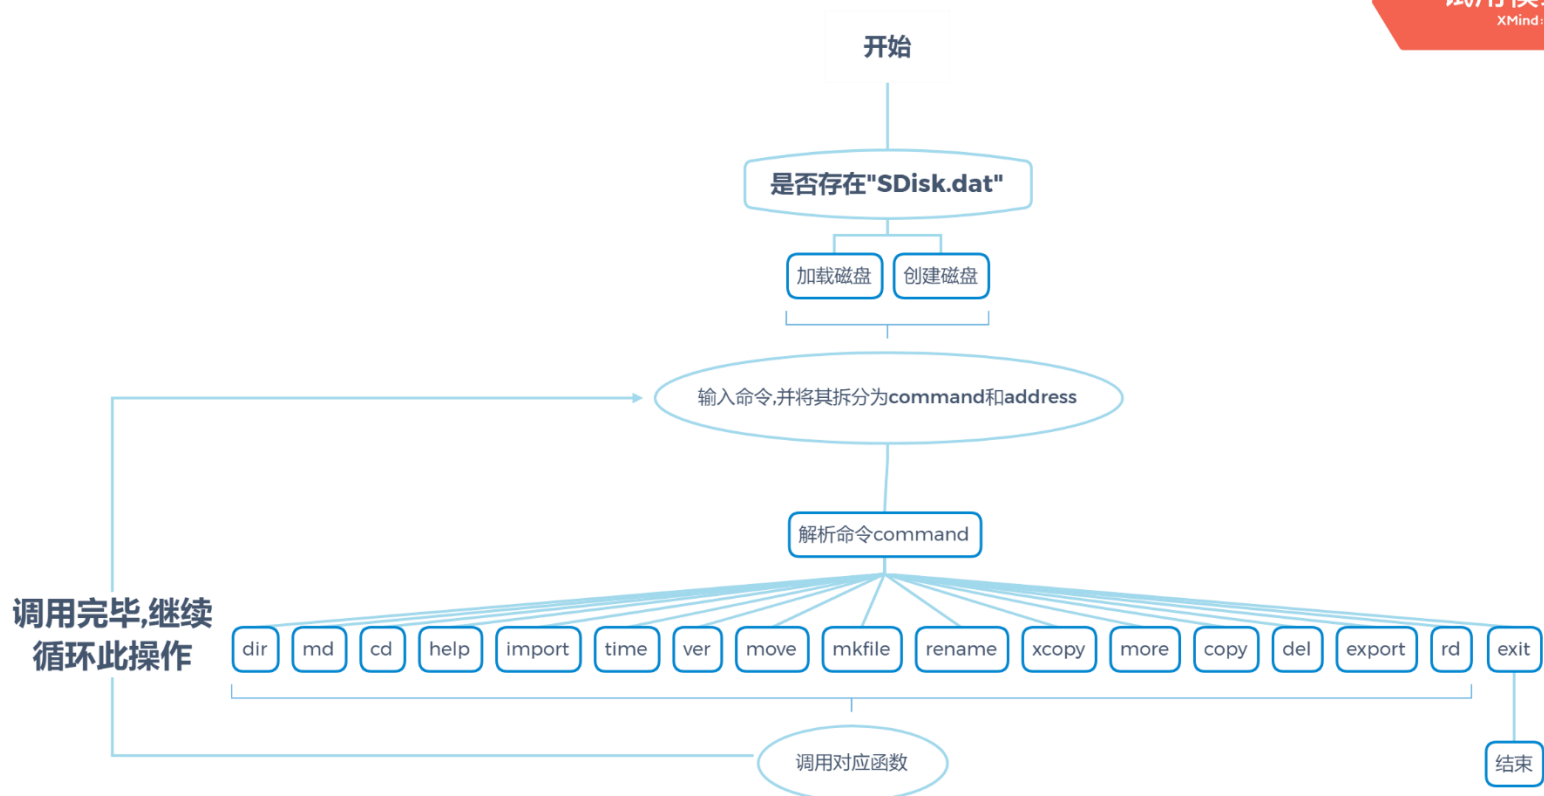 XMind:
开始
是否存在"SDisk.dat"
加载磁盘
创建磁盘
输入命令,并将其拆分为command和address
解析命令command
调用完毕,继续
循环此操作
dir
md
cd
help
import
time
ver
move
mkfile
rename
xcopy
more
copy
del
export
rd
exit
调用对应函数
结束